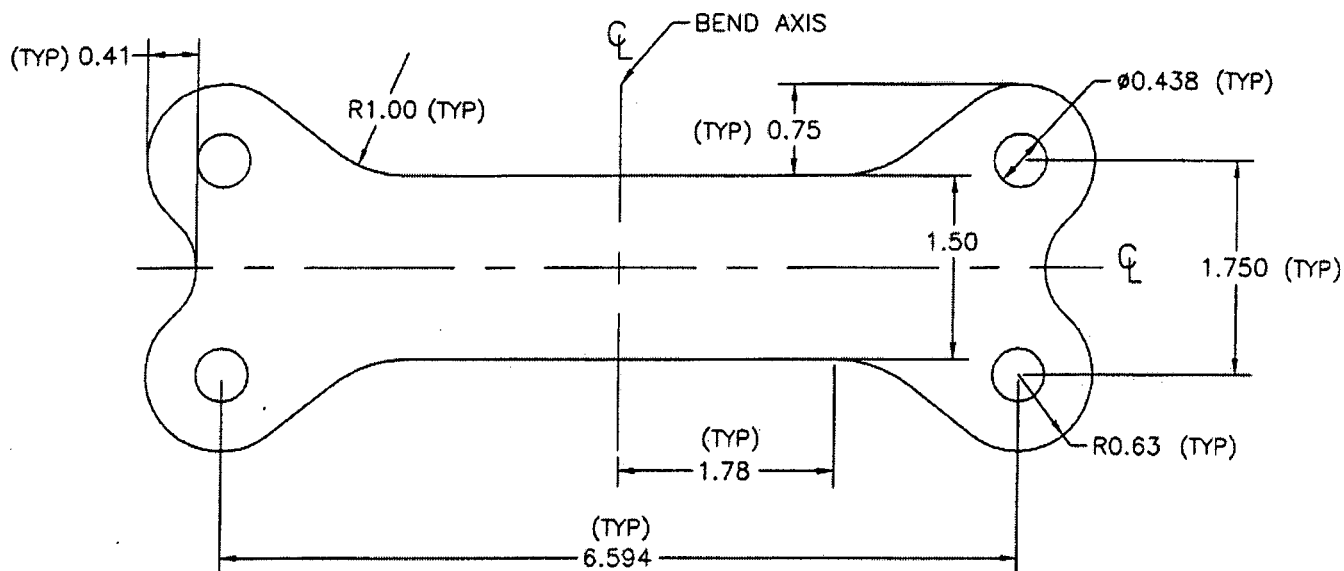 BEND AXIS
(TYP) 0.41
R1.00 (TYP)
(TYP) 0.75
ø0.438 (TYP)
1.50
1.750 (TYP)
R0.63 (TYP)
(TYP)
1.78
(TYP)
6.594